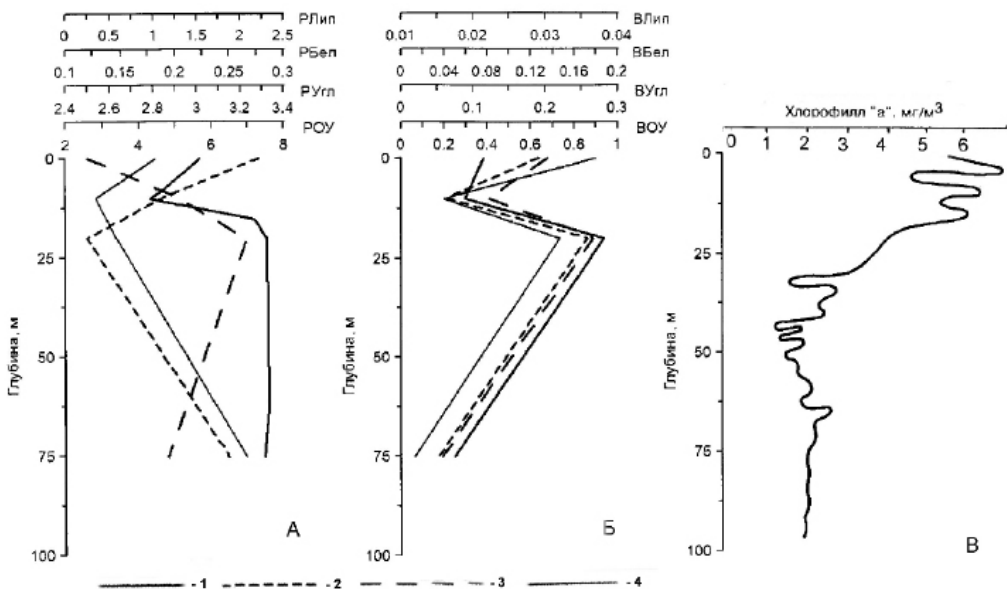 РЛип
0 0.5 1 1.5 2 2.5
РБел
0.1 0.15 0.2 0.25 0.3
РУгл
2.4 2.6 2.8 3 3.2 3.4
РОУ
2 4 6 8
0
25
50
75
100
Глубина, м
А
ВЛип
0.01 0.02 0.03 0.04
ВБел
0 0.04 0.08 0.12 0.16 0.2
ВУгл
0 0.1 0.2 0.3
ВОУ
0 0.2 0.4 0.6 0.8 1
0
25
50
75
100
Глубина, м
Б
Хлорофилл "а", мг/м³
0 1 2 3 4 5 6
0
25
50
75
100
Глубина, м
В
- 1 - 2 - 3 - 4